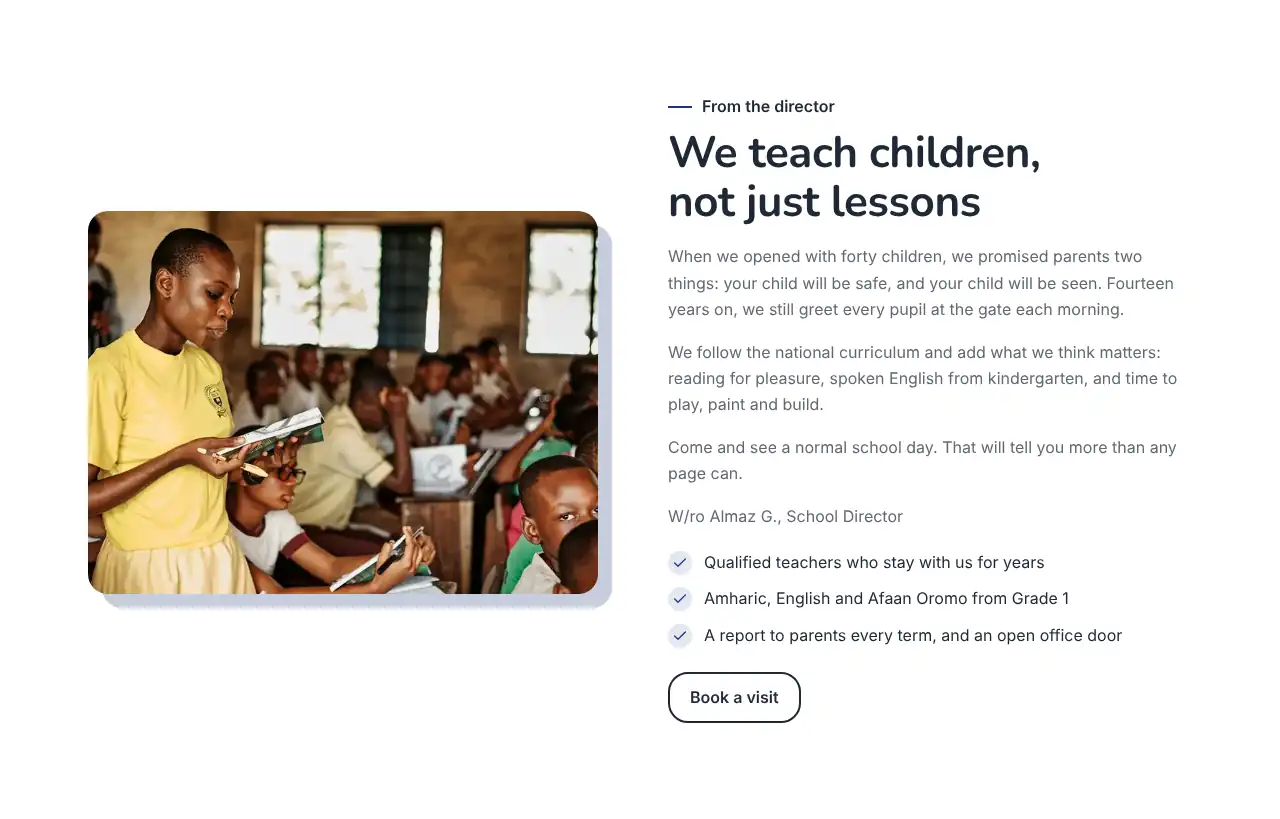 From the director
We teach children,
not just lessons
When we opened with forty children, we promised parents two
things: your child will be safe, and your child will be seen. Fourteen
years on, we still greet every pupil at the gate each morning.
We follow the national curriculum and add what we think matters:
reading for pleasure, spoken English from kindergarten, and time to
play, paint and build.
Come and see a normal school day. That will tell you more than any
page can.
W/ro Almaz G., School Director
Qualified teachers who stay with us for years
Amharic, English and Afaan Oromo from Grade 1
A report to parents every term, and an open office door
Book a visit